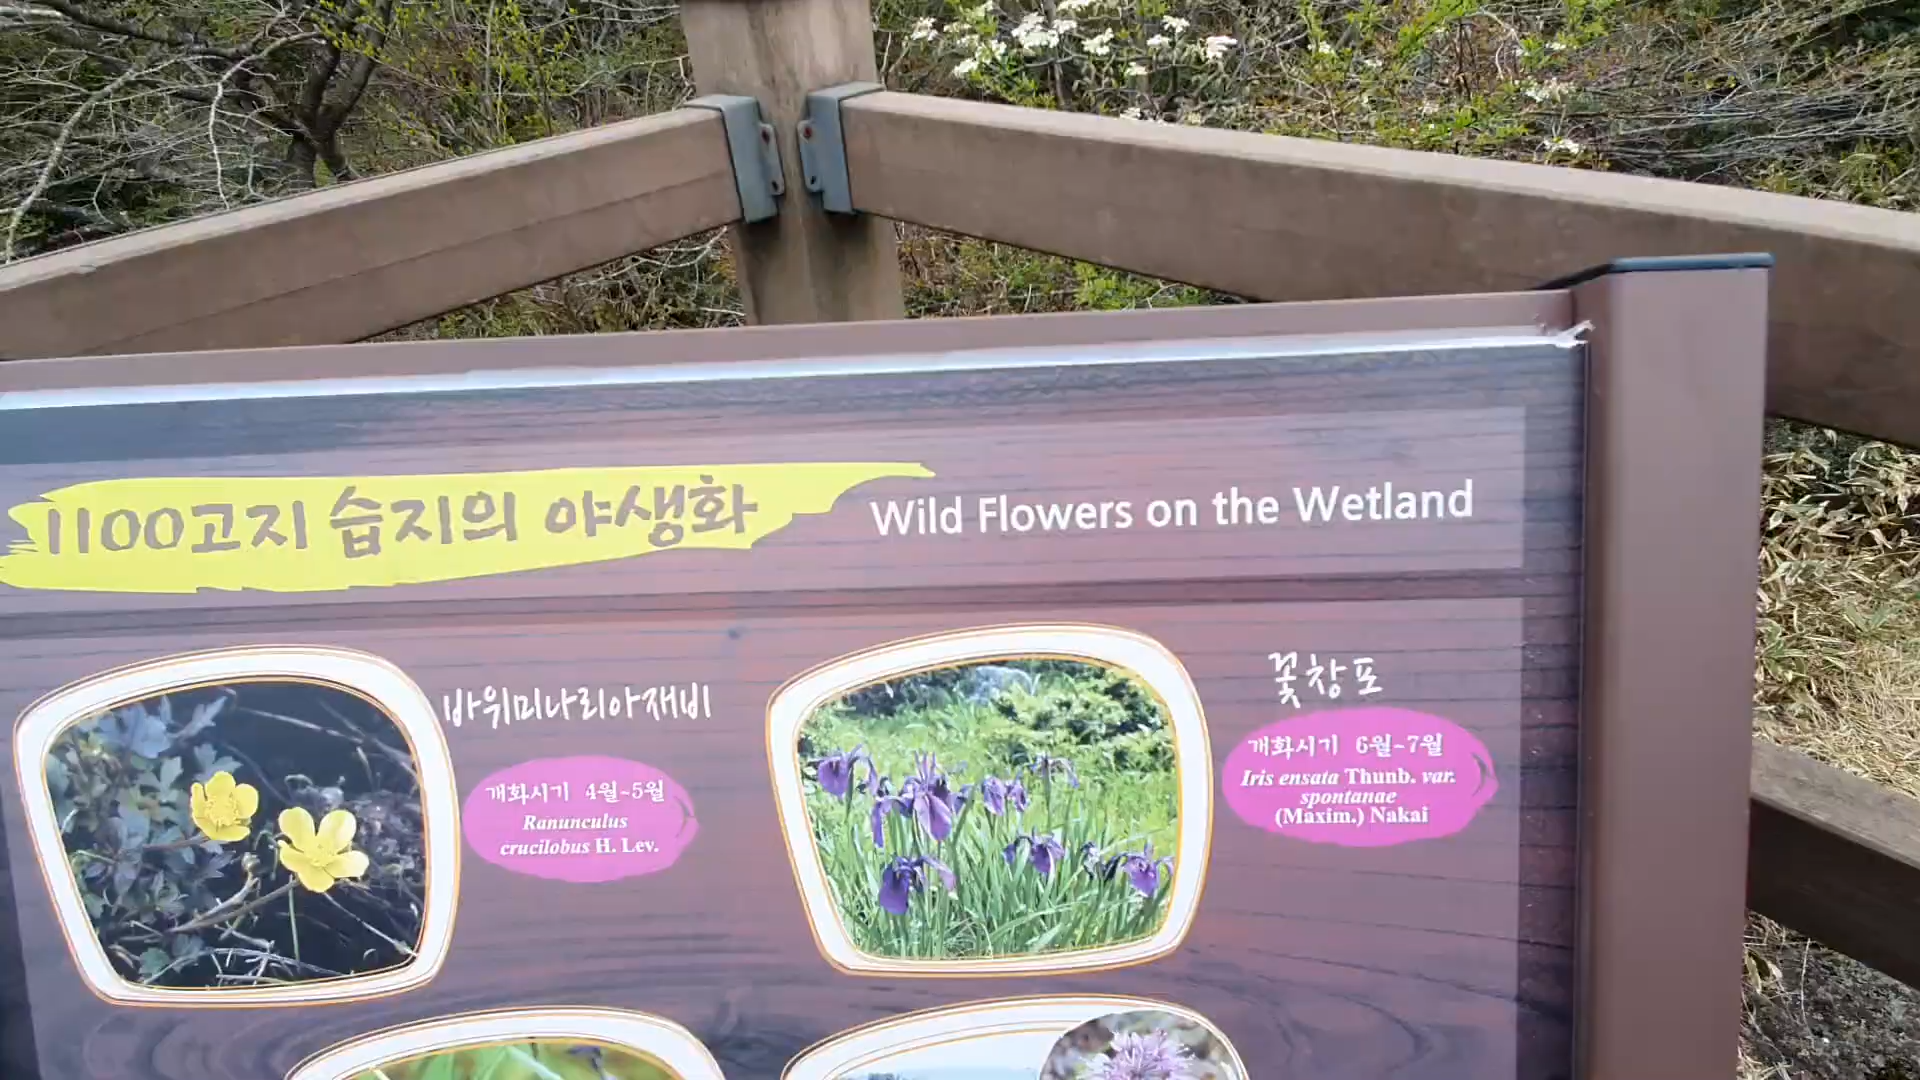 1100고지 습지의 야생화
Wild Flowers on the Wetland
바위미나리아재비
개화시기 4월~5월
Ranunculus
crucilobus H. Lev.
꽃창포
개화시기 6월~7월
Iris ensata Thunb. var.
spontanae
(Maxim.) Nakai